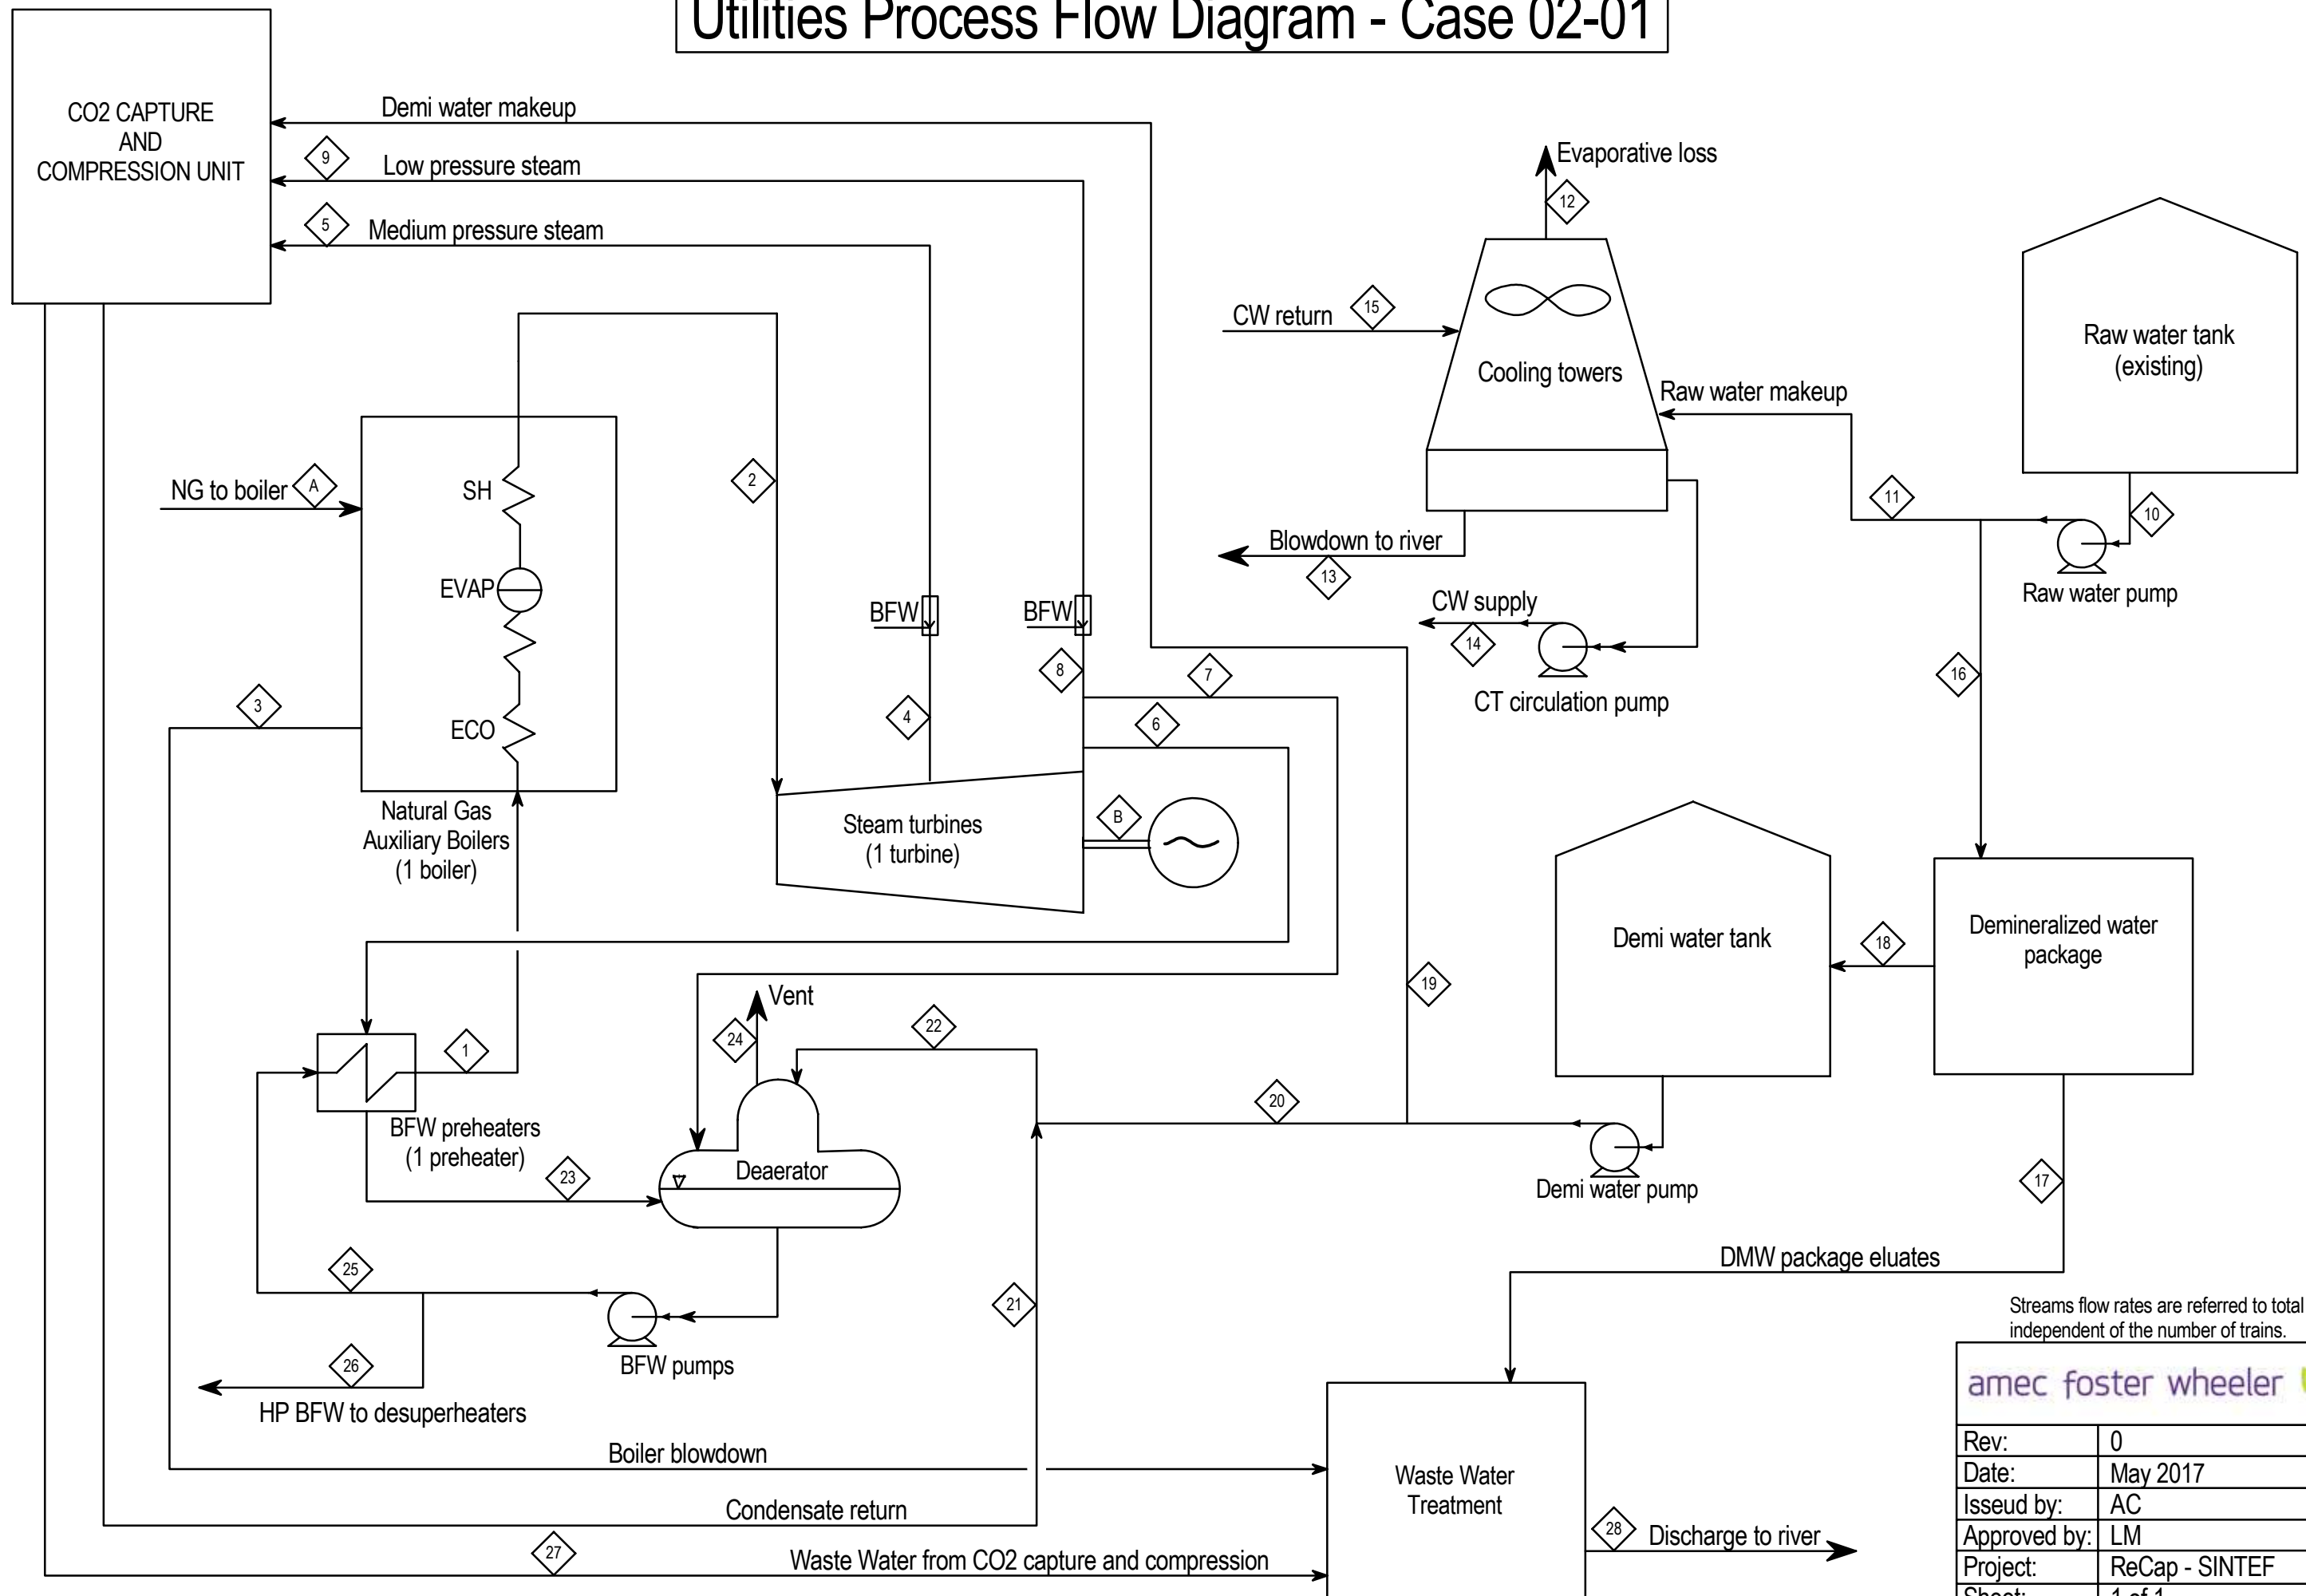 Utilities Process Flow Diagram - Case 02-01
CO2 CAPTURE
AND
COMPRESSION UNIT
Demi water makeup
9
Low pressure steam
5
Medium pressure steam
Evaporative loss
12
CW return
15
Cooling towers
Raw water tank
(existing)
Raw water makeup
NG to boiler
A
SH
EVAP
ECO
2
3
11
10
Raw water pump
Blowdown to river
13
CW supply
14
CT circulation pump
BFW
BFW
8
7
4
6
16
Natural Gas
Auxiliary Boilers
(1 boiler)
Steam turbines
(1 turbine)
B
Demi water tank
18
Demineralized water
package
19
Vent
24
22
1
20
BFW preheaters
(1 preheater)
23
Deaerator
Demi water pump
17
25
21
DMW package eluates
26
BFW pumps
HP BFW to desuperheaters
Boiler blowdown
Condensate return
27
Waste Water from CO2 capture and compression
Waste Water
Treatment
28
Discharge to river
Streams flow rates are referred to total
independent of the number of trains.
amec foster wheeler
Rev: 0
Date: May 2017
Isseud by: AC
Approved by: LM
Project: ReCap - SINTEF
Sheet: 1 of 1